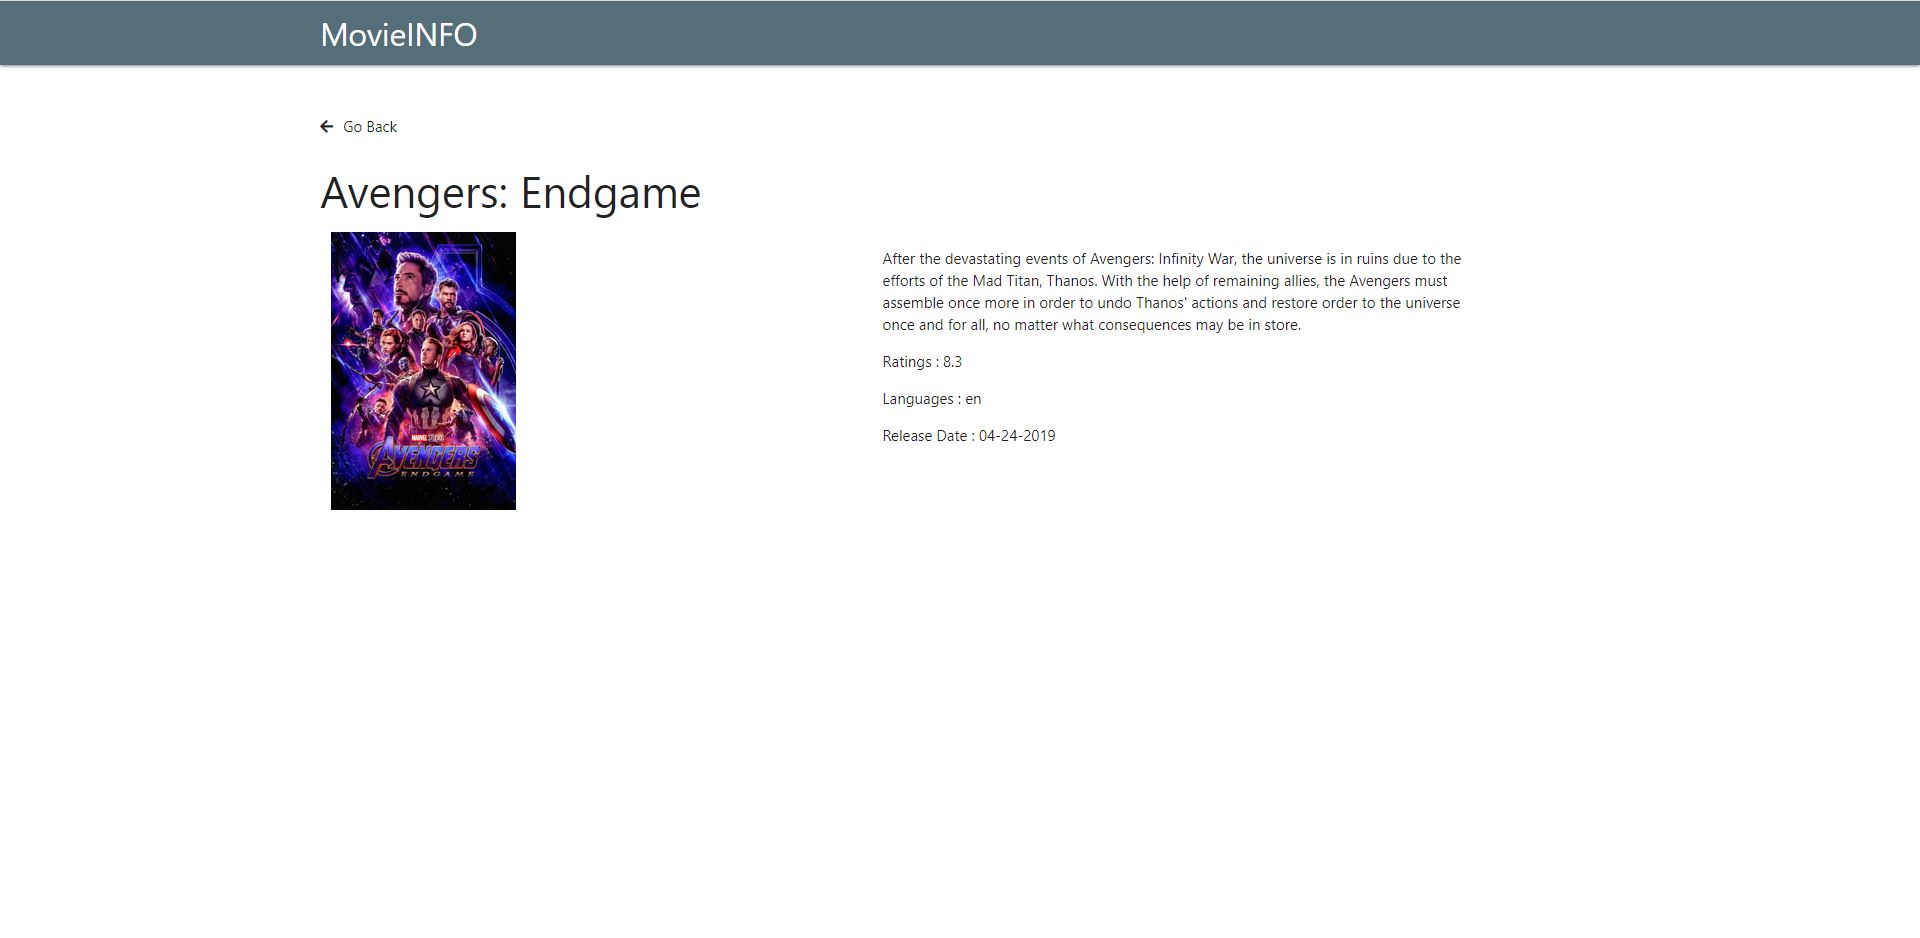 MovieINFO
Go Back
Avengers: Endgame
MARVEL STUDIOS
AVENGERS
ENDGAME
After the devastating events of Avengers: Infinity War, the universe is in ruins due to the
efforts of the Mad Titan, Thanos. With the help of remaining allies, the Avengers must
assemble once more in order to undo Thanos' actions and restore order to the universe
once and for all, no matter what consequences may be in store.
Ratings : 8.3
Languages : en
Release Date : 04-24-2019